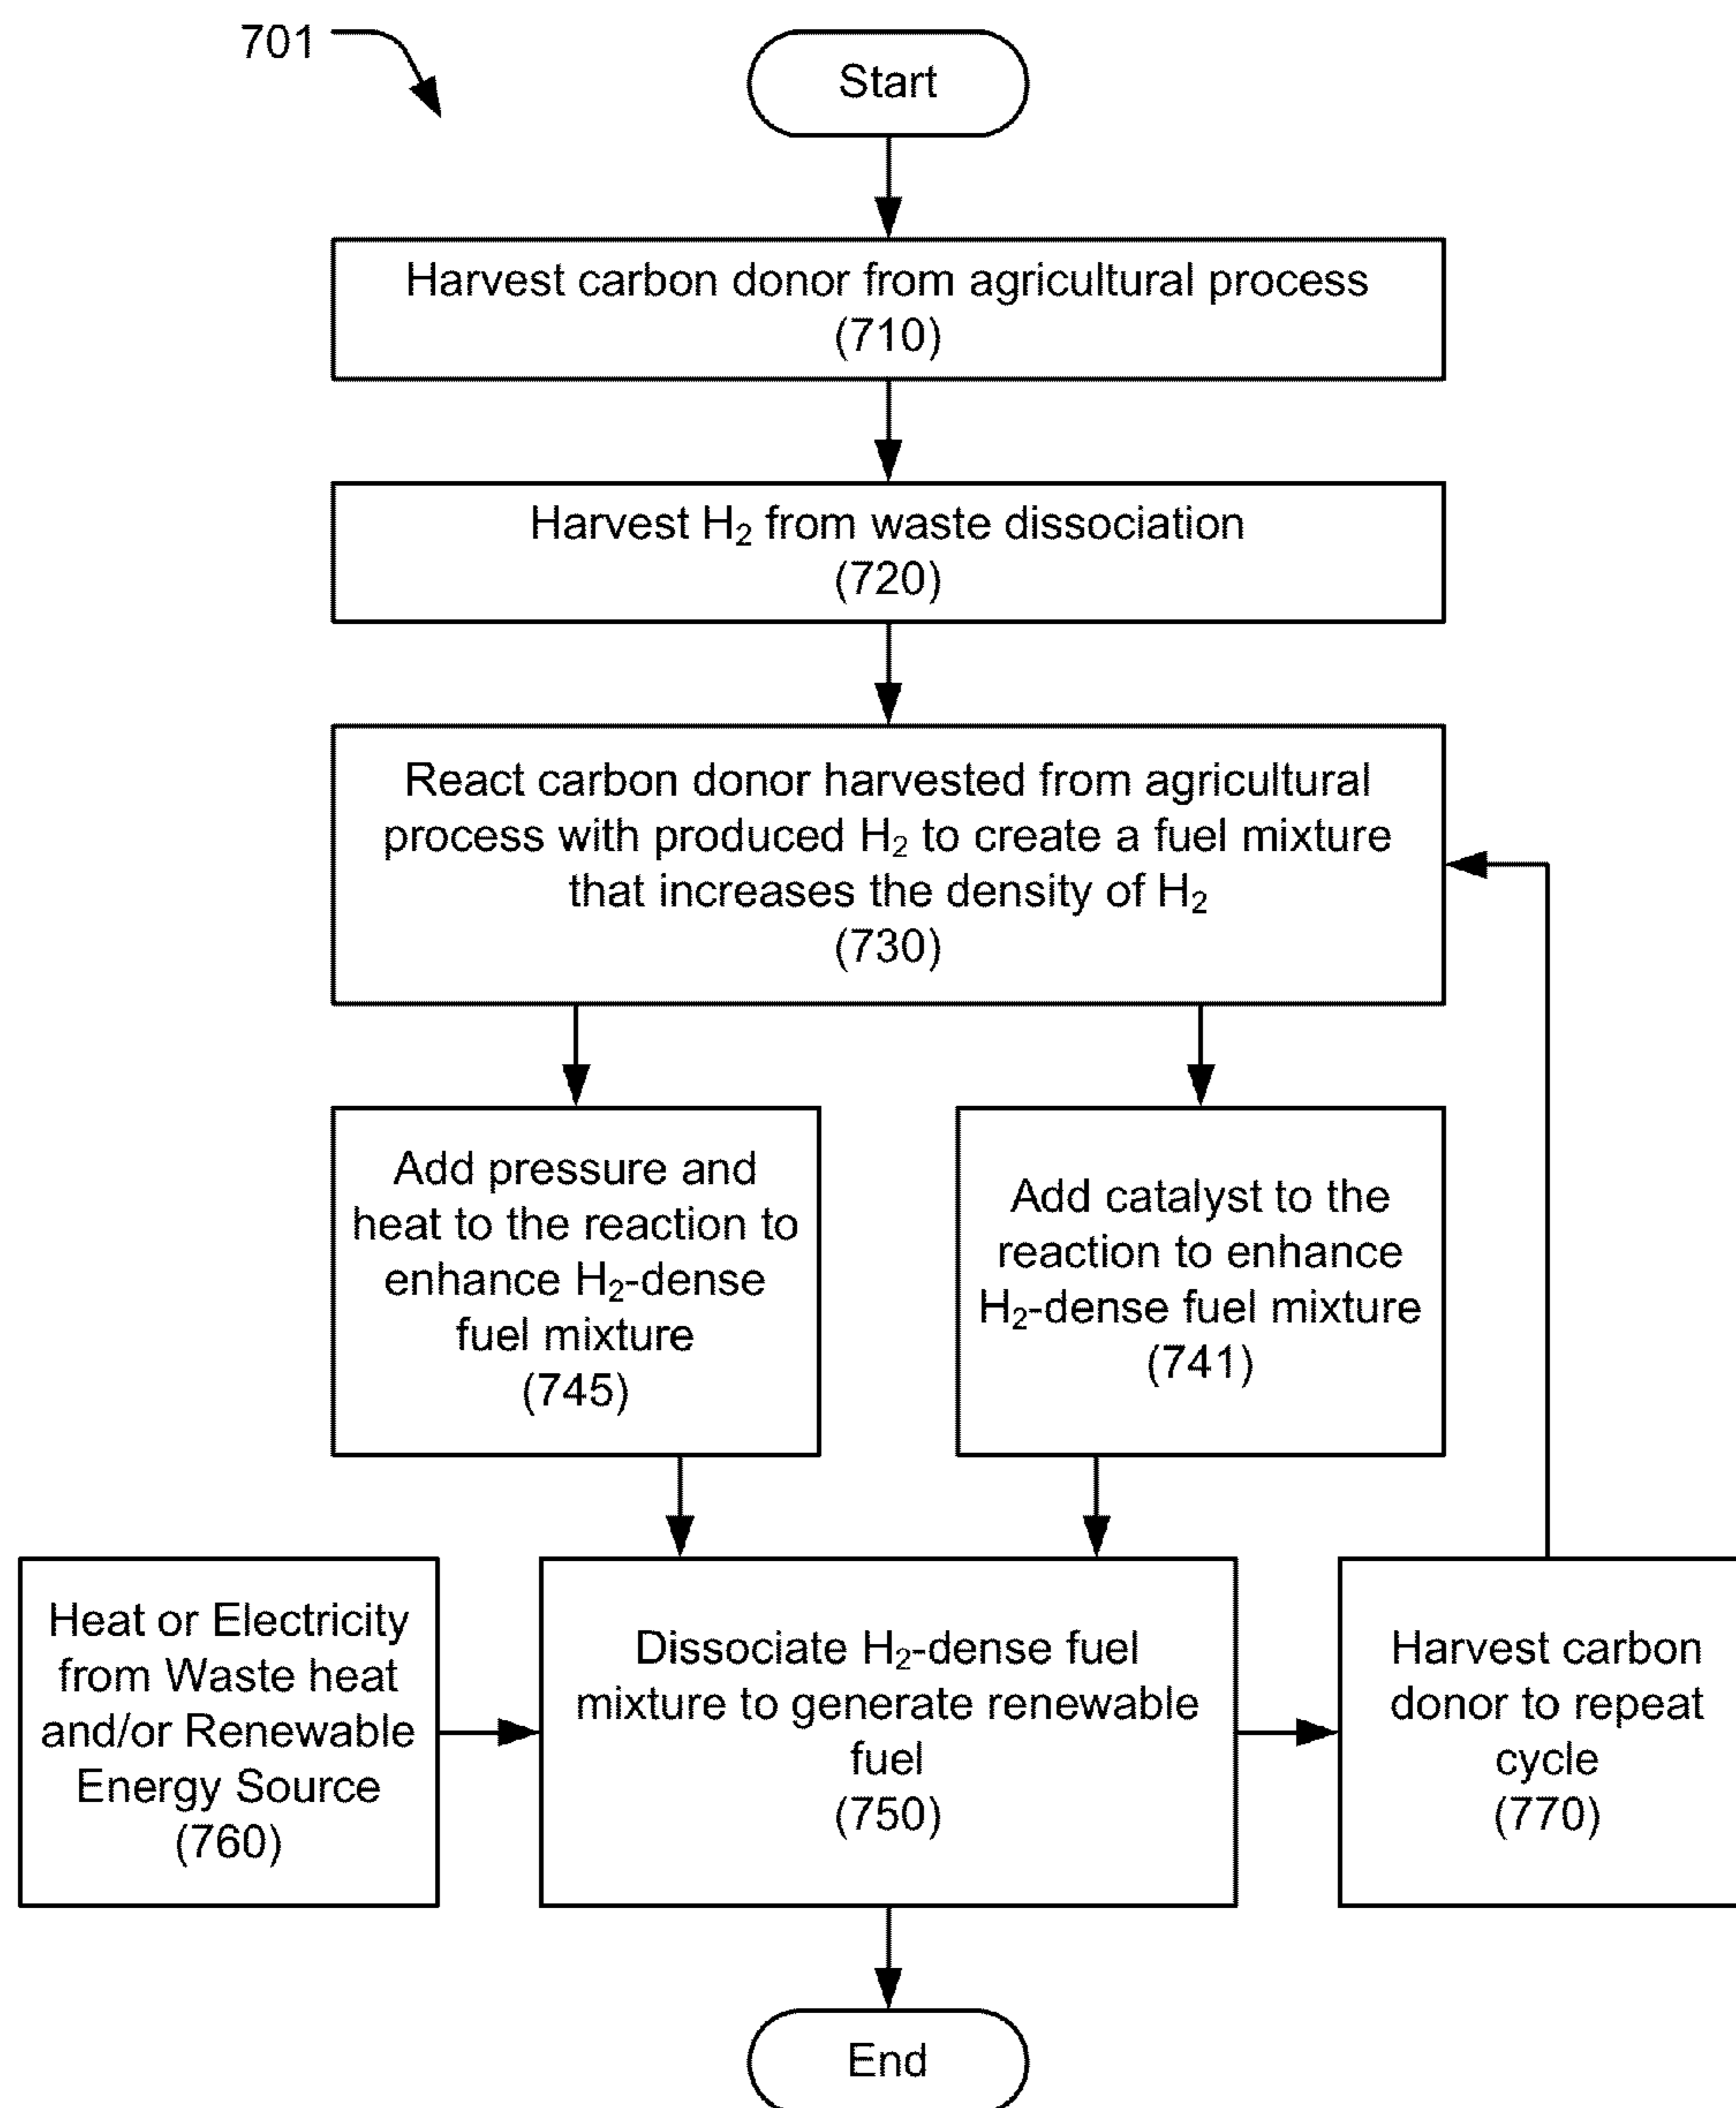 701
Start
Harvest carbon donor from agricultural process
(710)
Harvest H₂ from waste dissociation
(720)
React carbon donor harvested from agricultural
process with produced H₂ to create a fuel mixture
that increases the density of H₂
(730)
Add pressure and
heat to the reaction to
enhance H₂-dense
fuel mixture
(745)
Add catalyst to the
reaction to enhance
H₂-dense fuel mixture
(741)
Heat or Electricity
from Waste heat
and/or Renewable
Energy Source
(760)
Dissociate H₂-dense fuel
mixture to generate renewable
fuel
(750)
Harvest carbon
donor to repeat
cycle
(770)
End